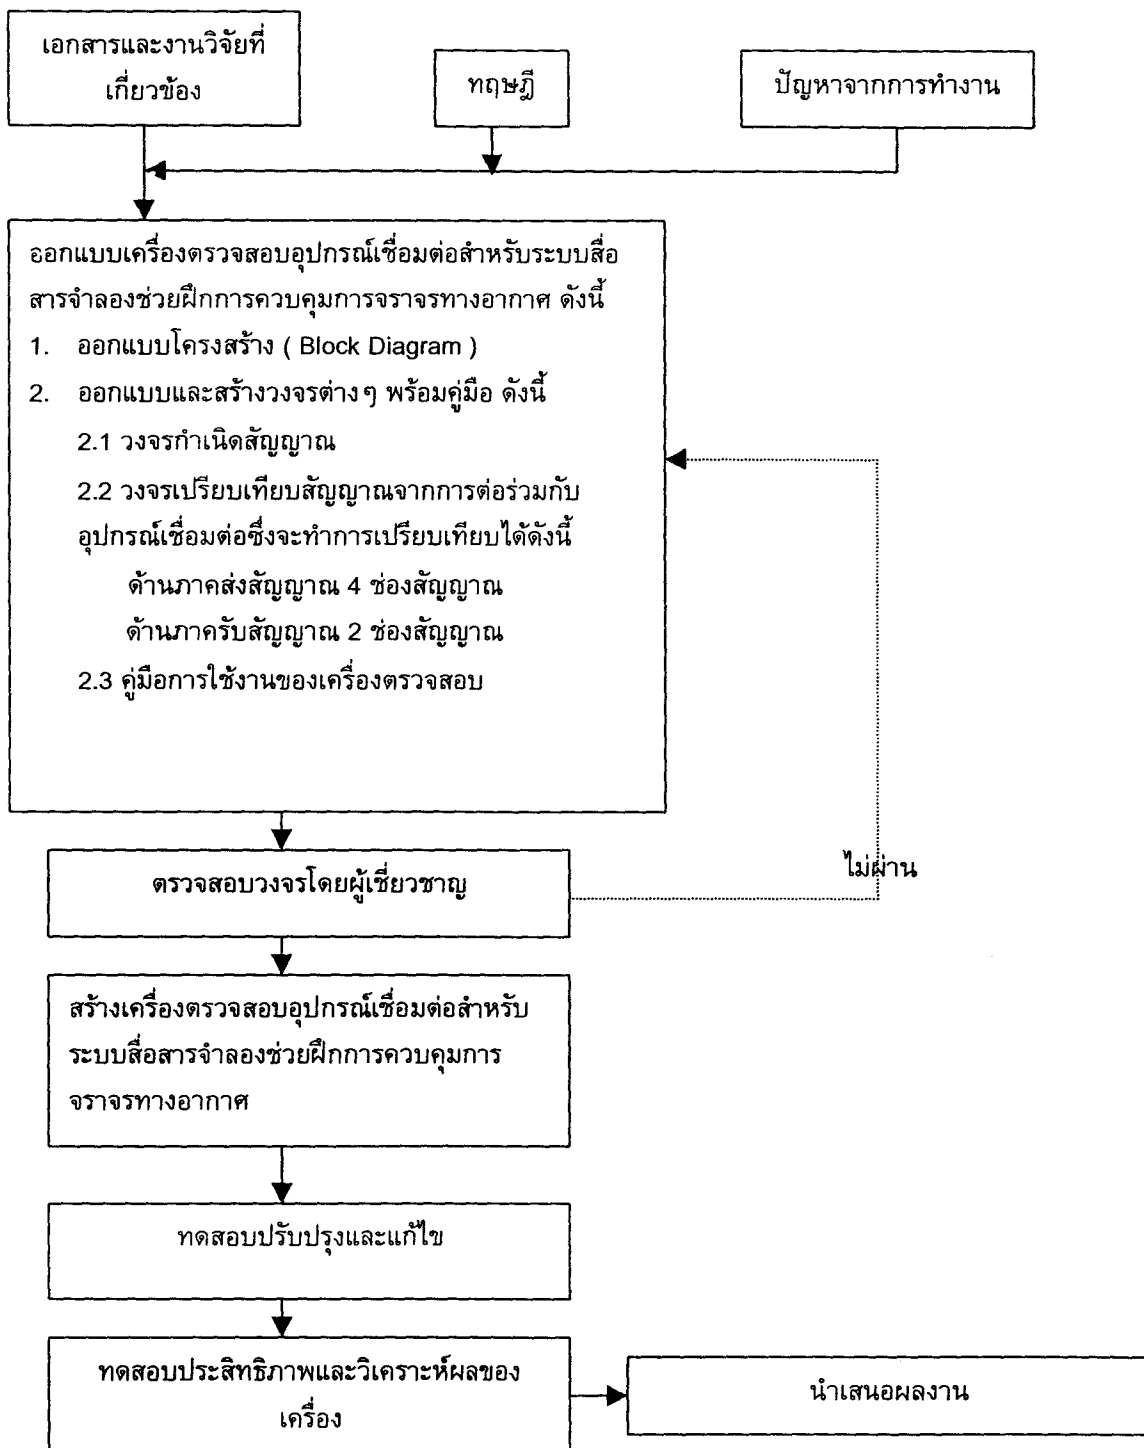 เอกสารและงานวิจัยที่
เกี่ยวข้อง
ทฤษฎี
ปัญหาจากการทำงาน
ออกแบบเครื่องตรวจสอบอุปกรณ์เชื่อมต่อสำหรับระบบสื่อ
สารจำลองช่วยฝึกการควบคุมการจราจรทางอากาศ ดังนี้
1. ออกแบบโครงสร้าง ( Block Diagram )
2. ออกแบบและสร้างวงจรต่างๆ พร้อมคู่มือ ดังนี้
2.1 วงจรกำเนิดสัญญาณ
2.2 วงจรเปรียบเทียบสัญญาณจากการต่อร่วมกับ
อุปกรณ์เชื่อมต่อซึ่งจะทำการเปรียบเทียบได้ดังนี้
ด้านภาคส่งสัญญาณ 4 ช่องสัญญาณ
ด้านภาครับสัญญาณ 2 ช่องสัญญาณ
2.3 คู่มือการใช้งานของเครื่องตรวจสอบ
ตรวจสอบวงจรโดยผู้เชี่ยวชาญ
ไม่ผ่าน
สร้างเครื่องตรวจสอบอุปกรณ์เชื่อมต่อสำหรับ
ระบบสื่อสารจำลองช่วยฝึกการควบคุมการ
จราจรทางอากาศ
ทดสอบปรับปรุงและแก้ไข
ทดสอบประสิทธิภาพและวิเคราะห์ผลของ
เครื่อง
นำเสนอผลงาน